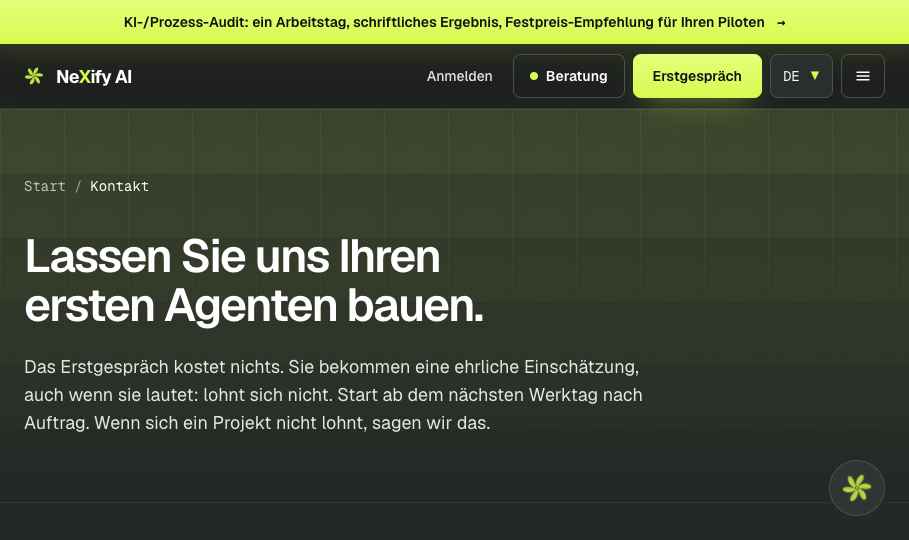 KI-/Prozess-Audit: ein Arbeitstag, schriftliches Ergebnis, Festpreis-Empfehlung für Ihren Piloten →
NeXify AI
Anmelden
Beratung
Erstgespräch
DE
Start / Kontakt
Lassen Sie uns Ihren
ersten Agenten bauen.
Das Erstgespräch kostet nichts. Sie bekommen eine ehrliche Einschätzung,
auch wenn sie lautet: lohnt sich nicht. Start ab dem nächsten Werktag nach
Auftrag. Wenn sich ein Projekt nicht lohnt, sagen wir das.